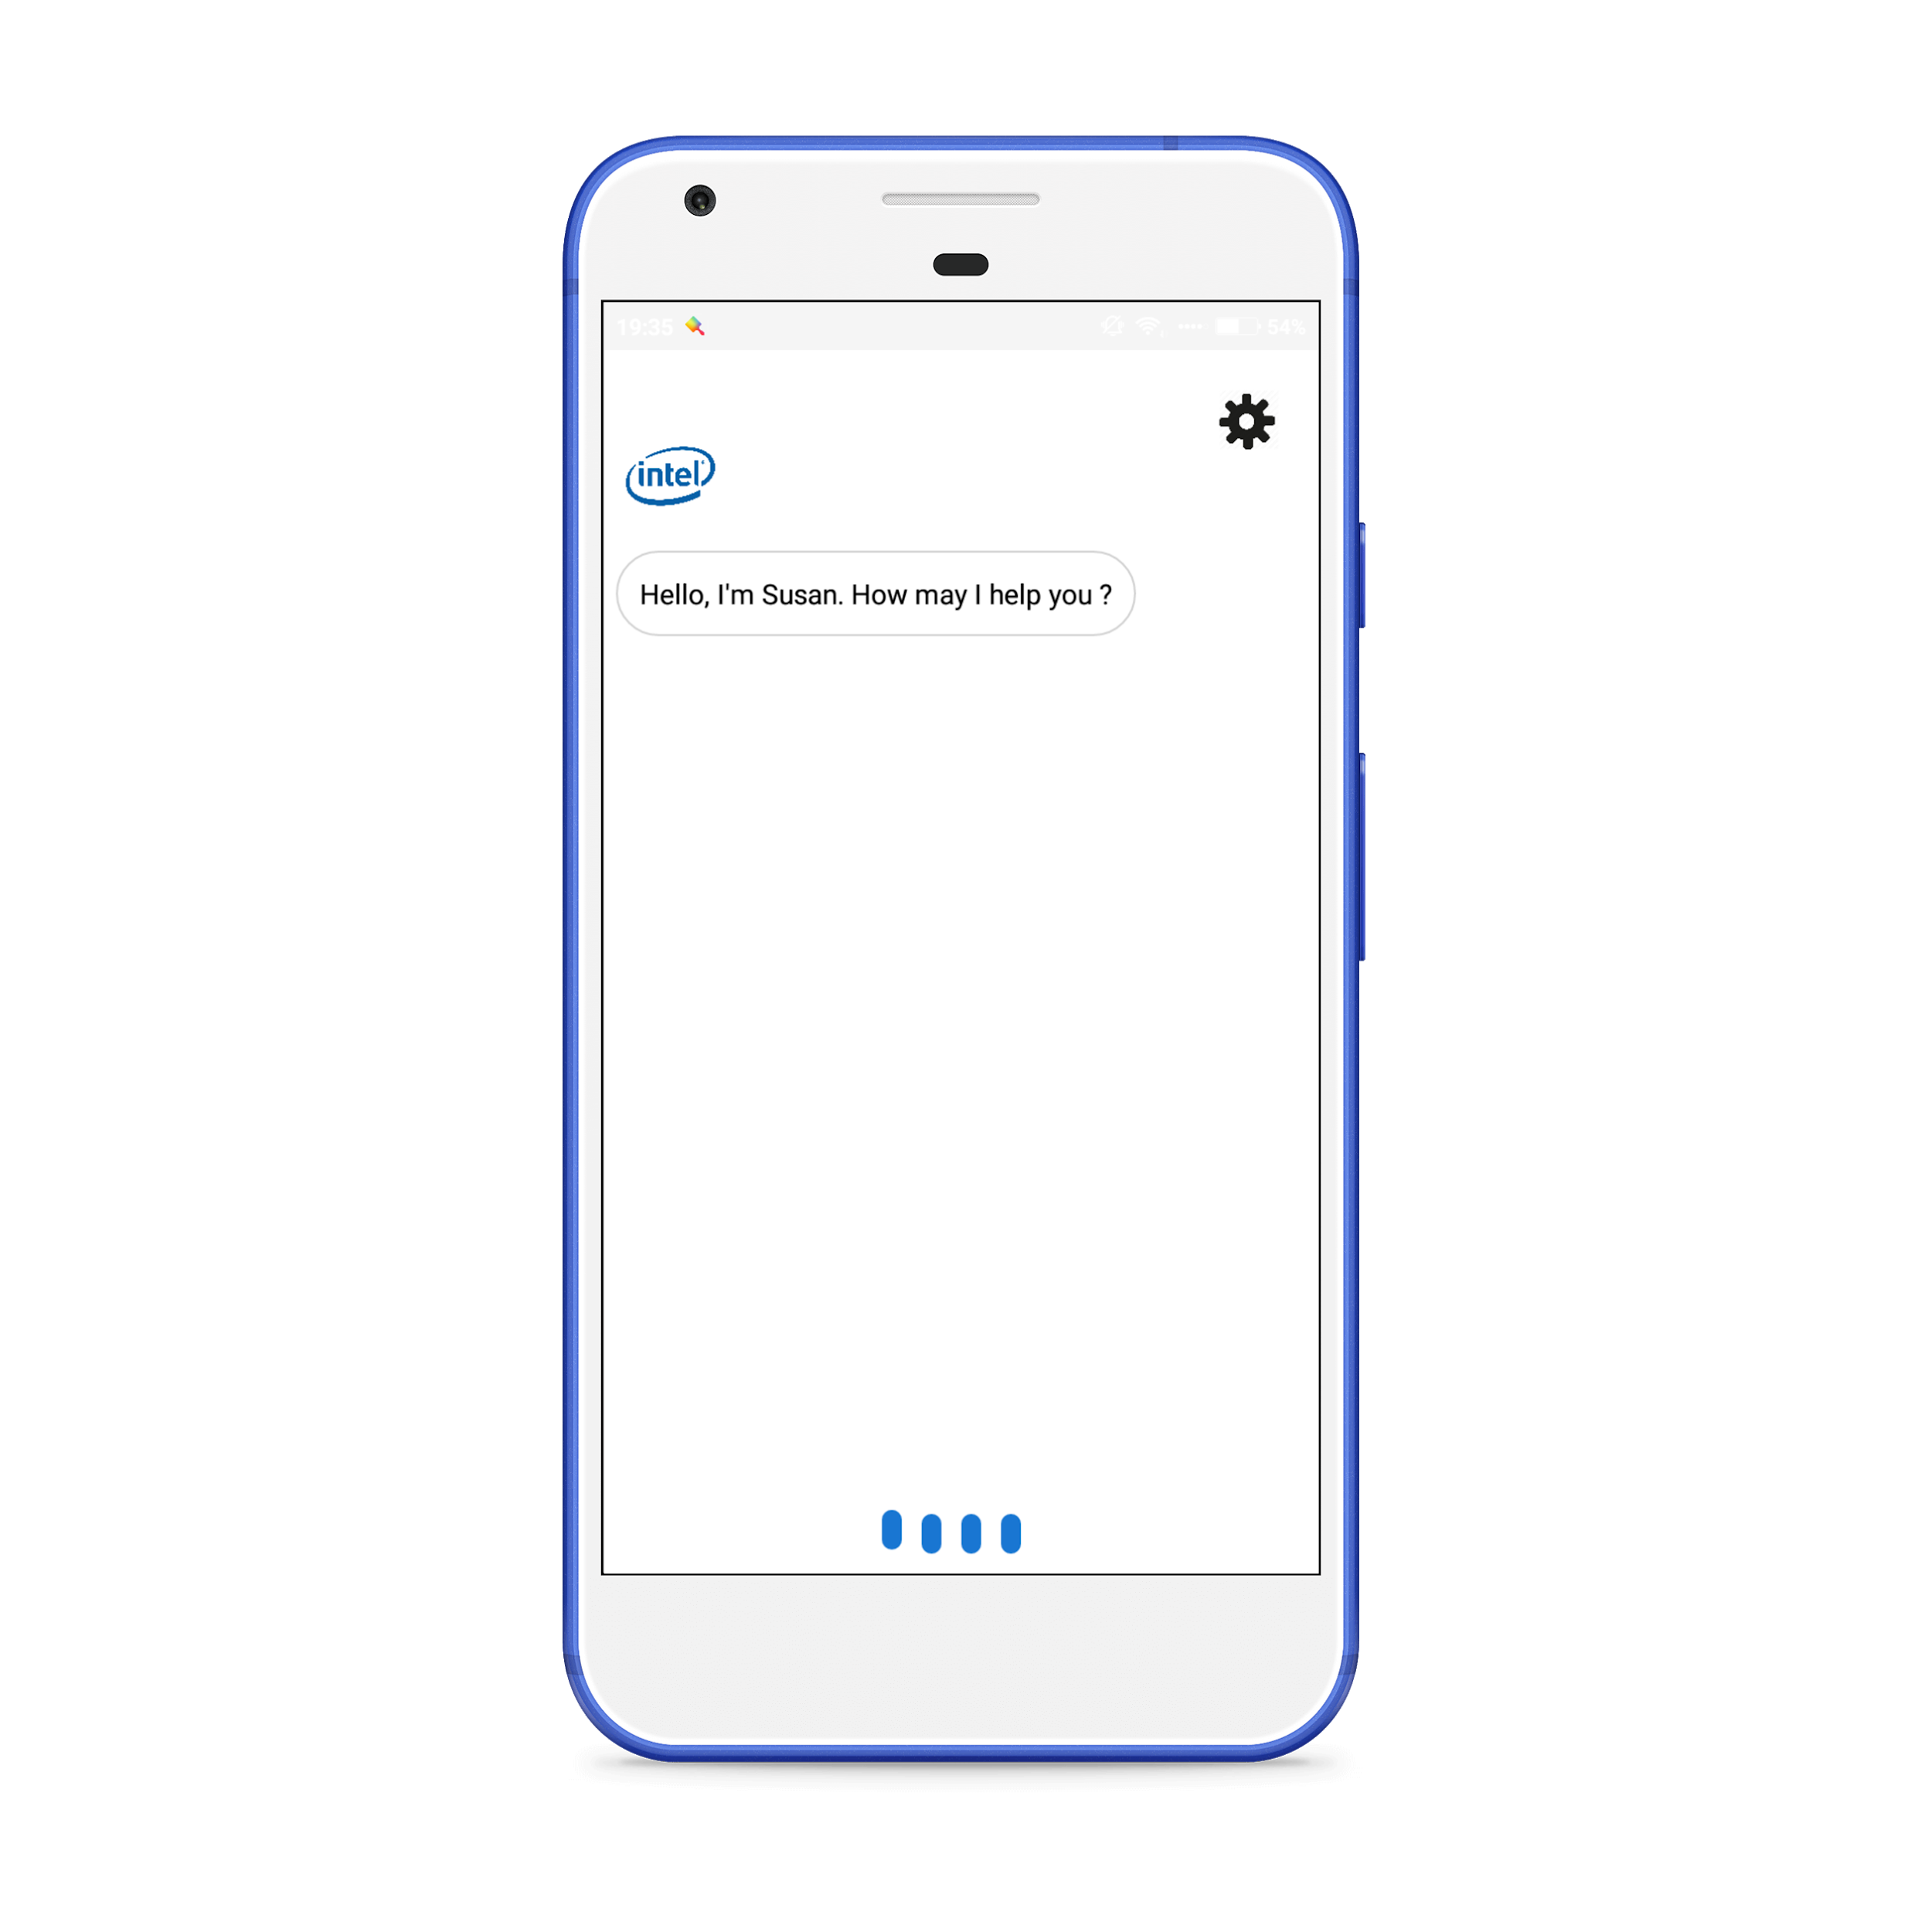 19:35 54%
intel
Hello, I'm Susan. How may I help you ?